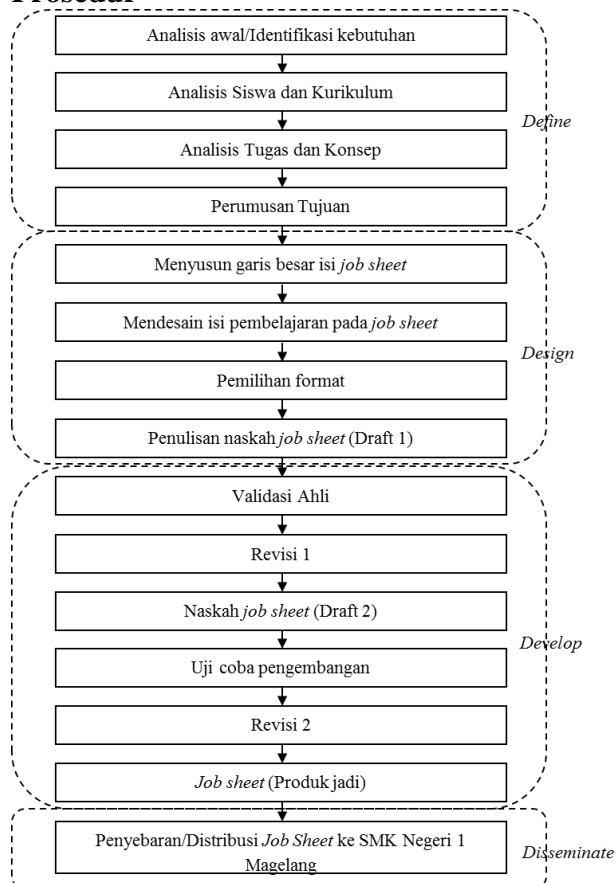 Prosedur
Analisis awal/Identifikasi kebutuhan
Analisis Siswa dan Kurikulum
Define
Analisis Tugas dan Konsep
Perumusan Tujuan
Menyusun garis besar isi job sheet
Mendesain isi pembelajaran pada job sheet
Design
Pemilihan format
Penulisan naskah job sheet (Draft 1)
Validasi Ahli
Revisi 1
Naskah job sheet (Draft 2)
Develop
Uji coba pengembangan
Revisi 2
Job sheet (Produk jadi)
Penyebaran/Distribusi Job Sheet ke SMK Negeri 1
Magelang
Disseminate